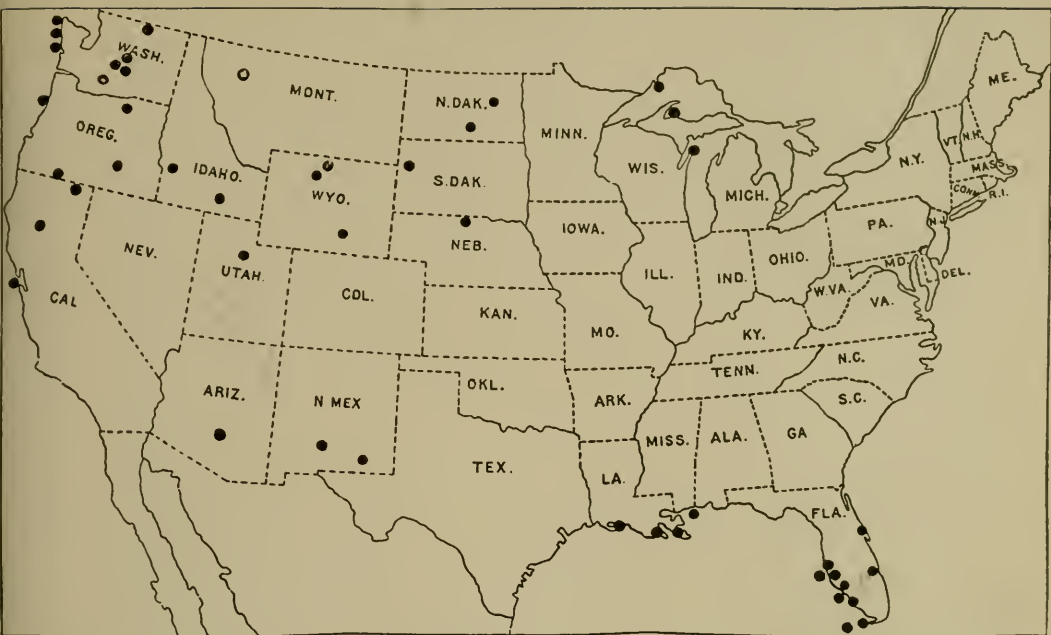 WASH.
MONT.
N.DAK.
MINN.
ME.
OREG.
IDAHO.
WYO.
S.DAK.
WIS.
MICH.
N.Y.
VT.
N.H.
MASS.
CONN.
R.I.
NEV.
UTAH.
COL.
NEB.
IOWA.
ILL.
IND.
OHIO.
PA.
N.J.
MD.
DEL.
W.VA.
VA.
CAL
KAN.
MO.
KY.
ARIZ.
N MEX
OKL.
ARK.
TENN.
N.C.
S.C.
TEX.
LA.
MISS.
ALA.
GA
FLA.